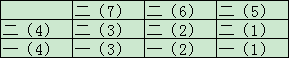 二（7） 二（6） 二（5）
二（4） 二（3） 二（2） 二（1）
一（4） 一（3） 一（2） 一（1）